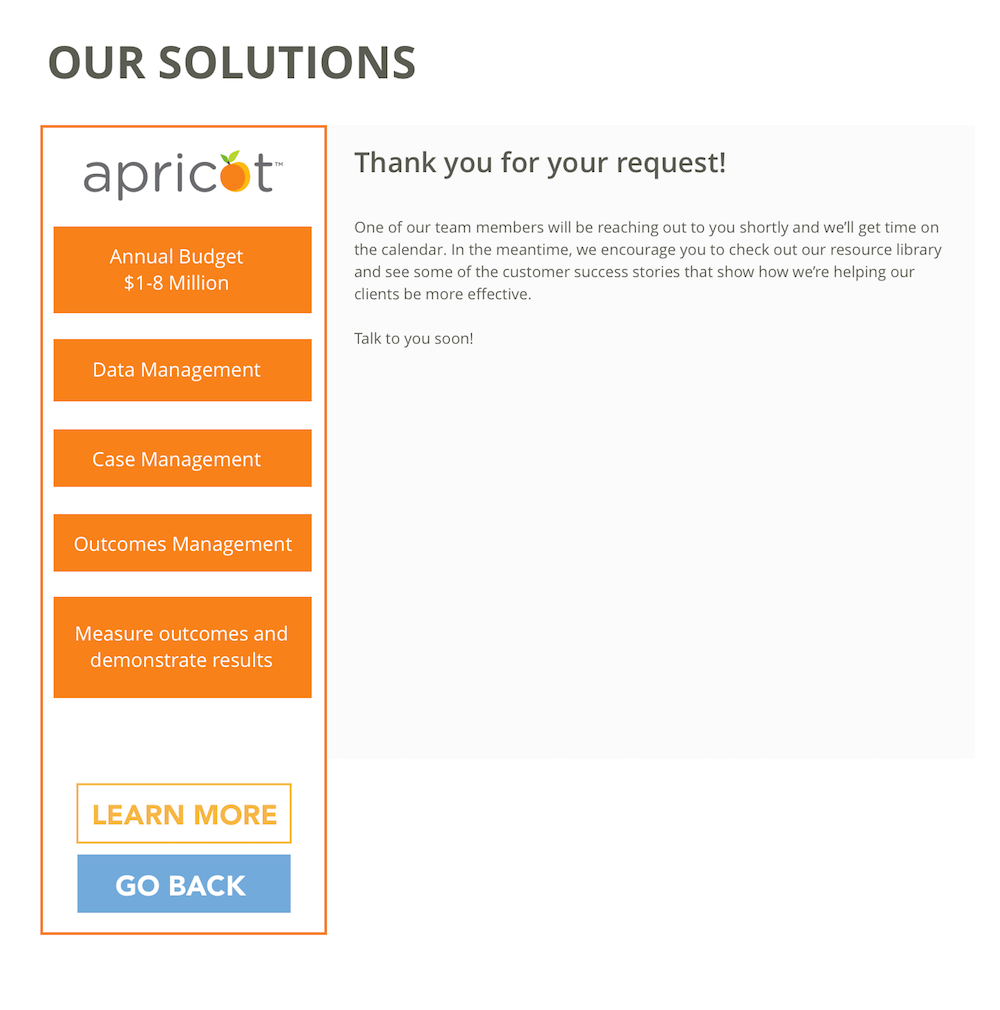 OUR SOLUTIONS
apricot™
Annual Budget
$1-8 Million
Data Management
Case Management
Outcomes Management
Measure outcomes and
demonstrate results
LEARN MORE
GO BACK
Thank you for your request!
One of our team members will be reaching out to you shortly and we’ll get time on
the calendar. In the meantime, we encourage you to check out our resource library
and see some of the customer success stories that show how we’re helping our
clients be more effective.
Talk to you soon!